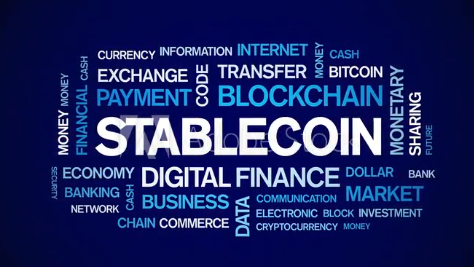 CURRENCY INFORMATION INTERNET MONEY CASH
MONEY CASH EXCHANGE CODE TRANSFER BITCOIN
MONEY FINANCIAL PAYMENT BLOCKCHAIN MONETARY SHARING
STABLECOIN FUTURE
SECURITY ECONOMY DIGITAL FINANCE DOLLAR BANK
BANKING CASH BUSINESS DATA COMMUNICATION MARKET
NETWORK ELECTRONIC BLOCK INVESTMENT
CHAIN COMMERCE CRYPTOCURRENCY MONEY